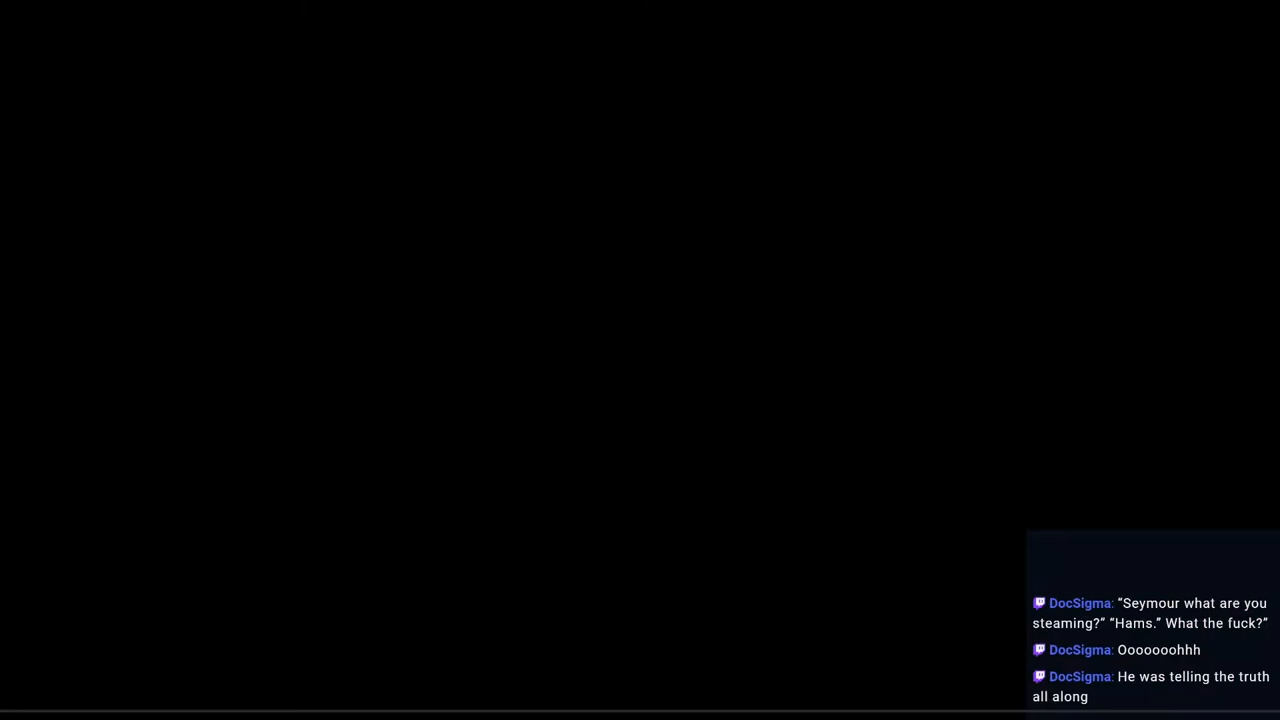 DocSigma: “Seymour what are you
steaming?” “Hams.” What the fuck?”
DocSigma: Ooooooohhh
DocSigma: He was telling the truth
all along